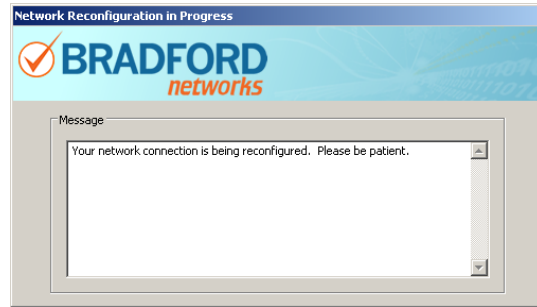 Network Reconfiguration in Progress
BRADFORD
networks
Message
Your network connection is being reconfigured. Please be patient.